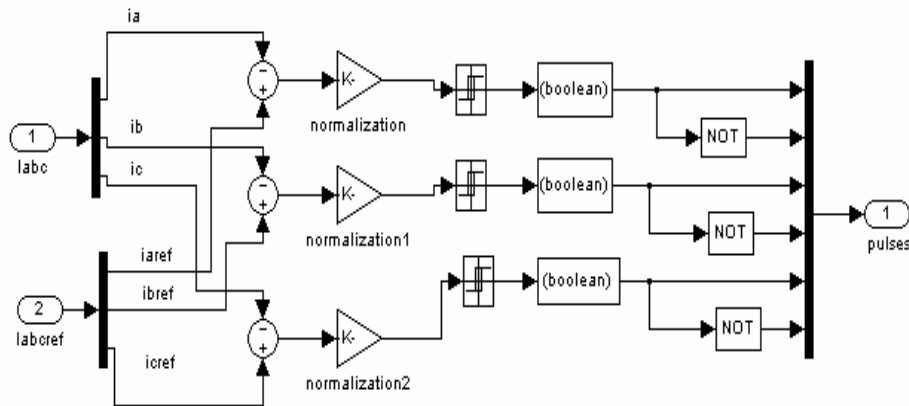 ia
K-
(boolean)
normalization
NOT
1
Iabc
ib
ic
K-
(boolean)
normalization1
NOT
1
pulses
iaref
ibref
2
Iabcref
icref
K-
(boolean)
normalization2
NOT